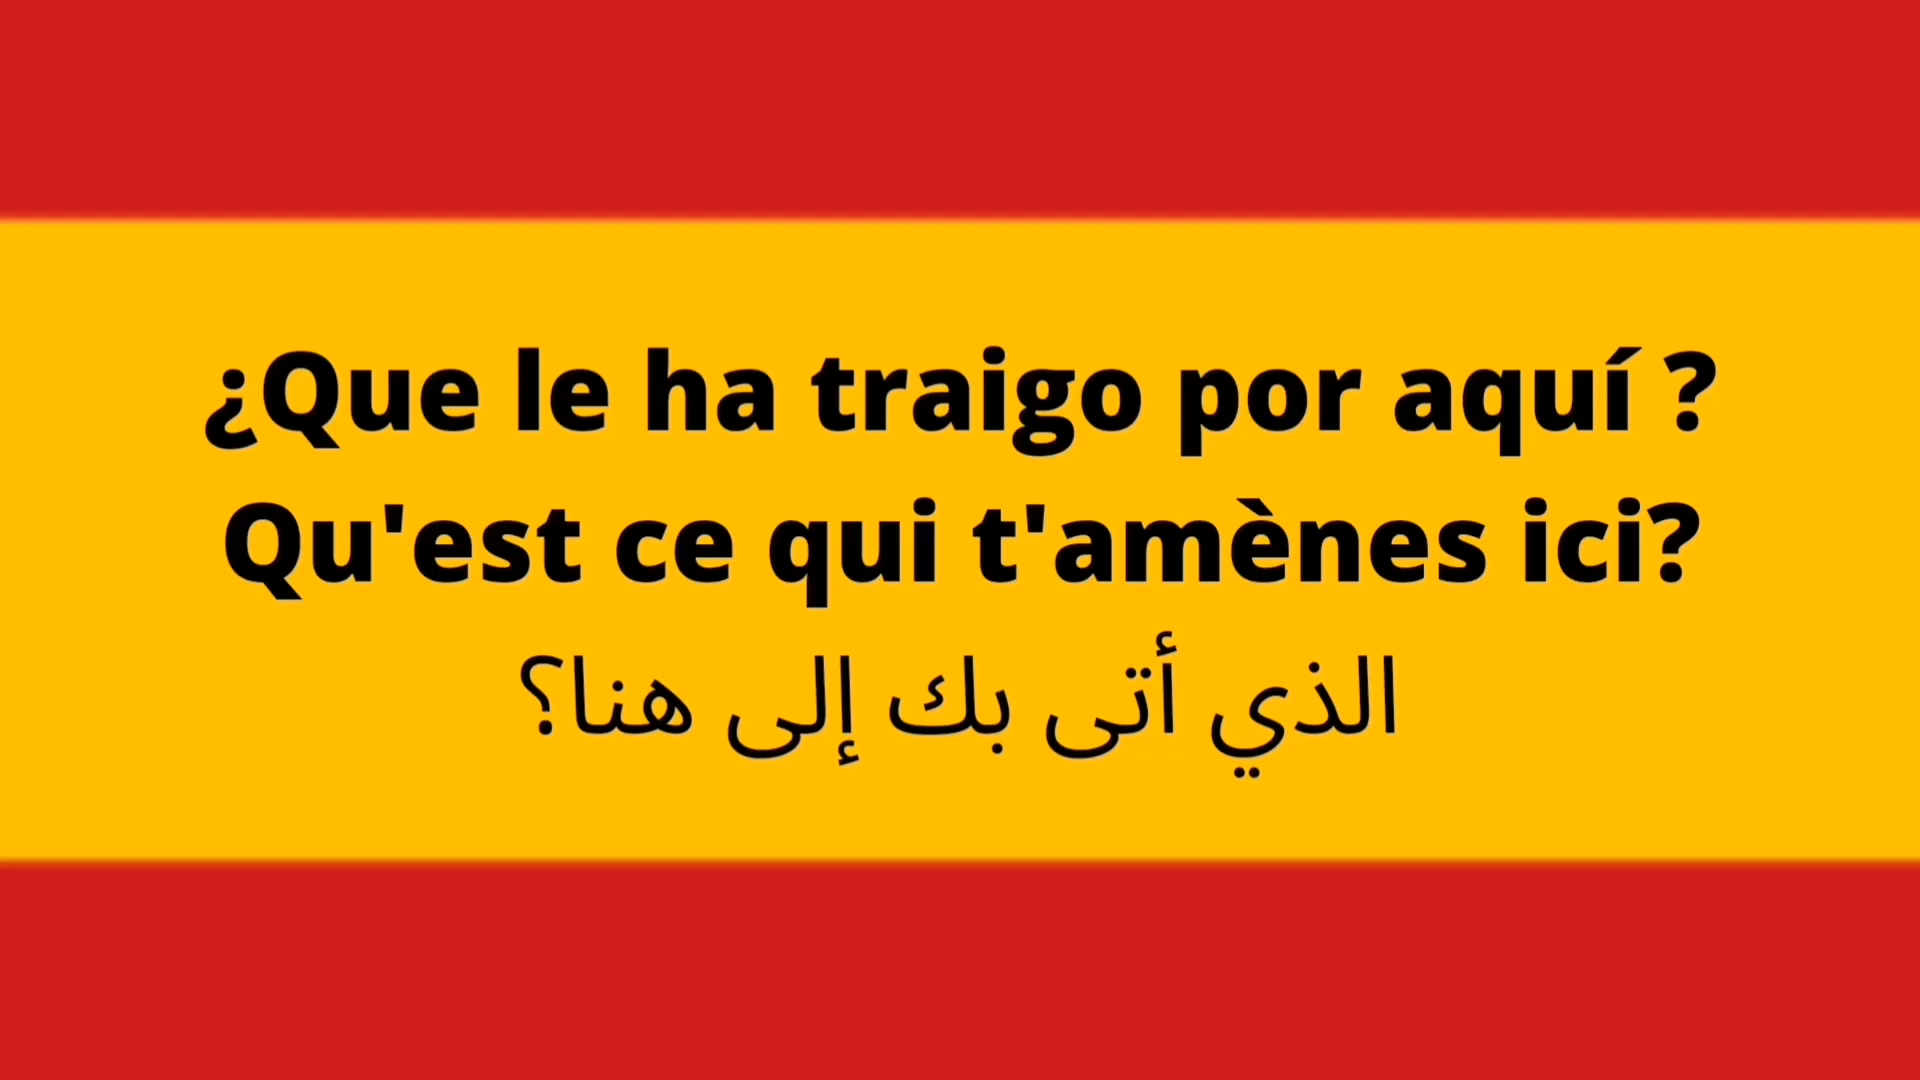 ¿Que le ha traigo por aquí ?
Qu'est ce qui t'amènes ici?
الذي أتى بك إلى هنا؟